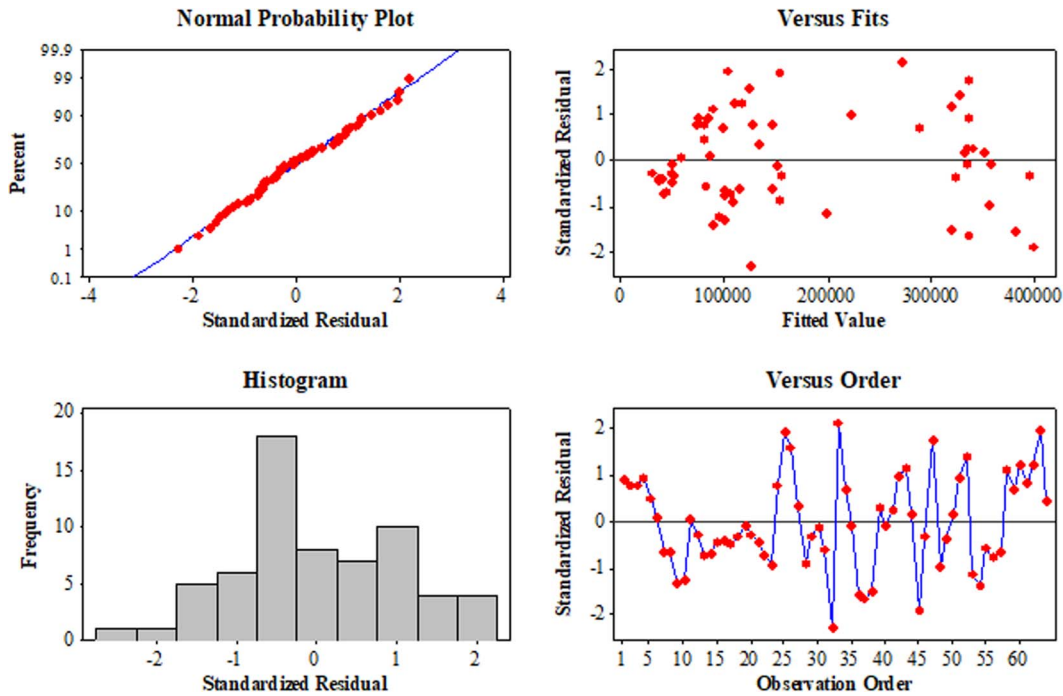 Normal Probability Plot
99.9
99
90
50
10
1
0.1
Percent
-4 -2 0 2 4
Standardized Residual
Versus Fits
2
1
0
-1
-2
Standardized Residual
0 100000 200000 300000 400000
Fitted Value
Histogram
20
15
10
5
0
Frequency
-2 -1 0 1 2
Standardized Residual
Versus Order
2
1
0
-1
-2
Standardized Residual
1 5 10 15 20 25 30 35 40 45 50 55 60
Observation Order